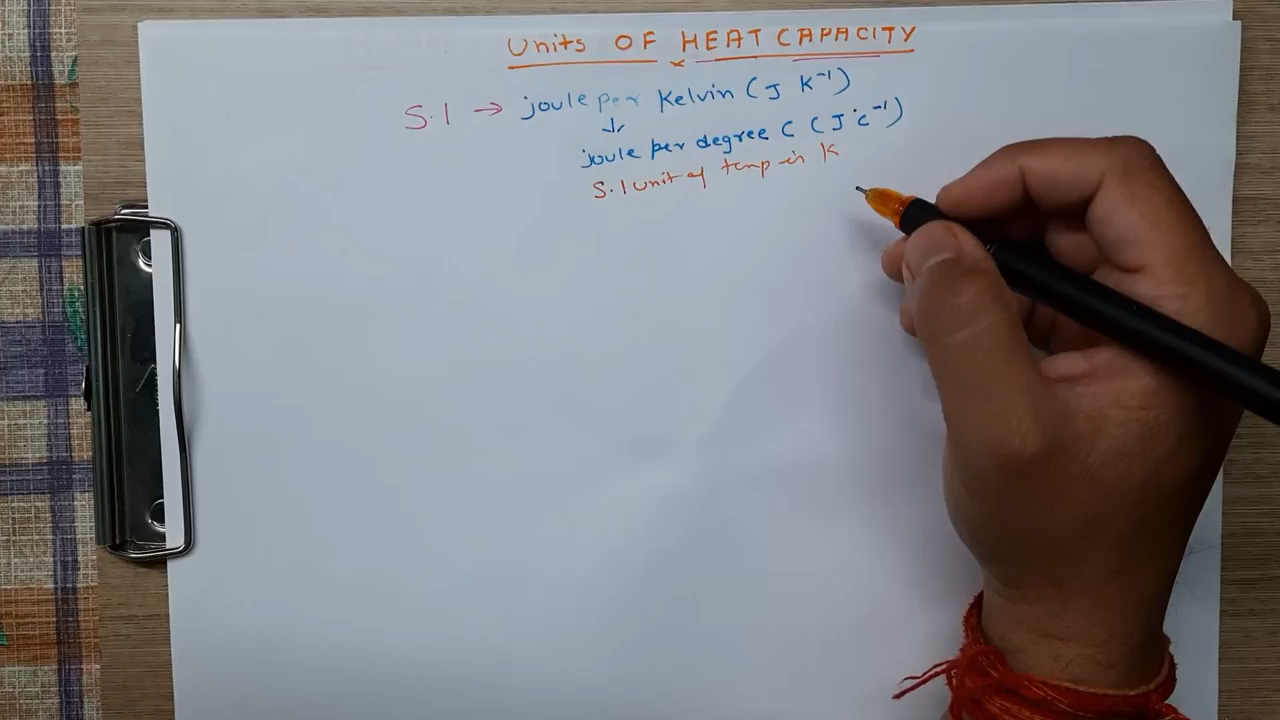 Units OF HEAT CAPACITY
S.I → joule per Kelvin (J K⁻¹)
↓
joule per degree C (J °c⁻¹)
S.I unit of temp is K